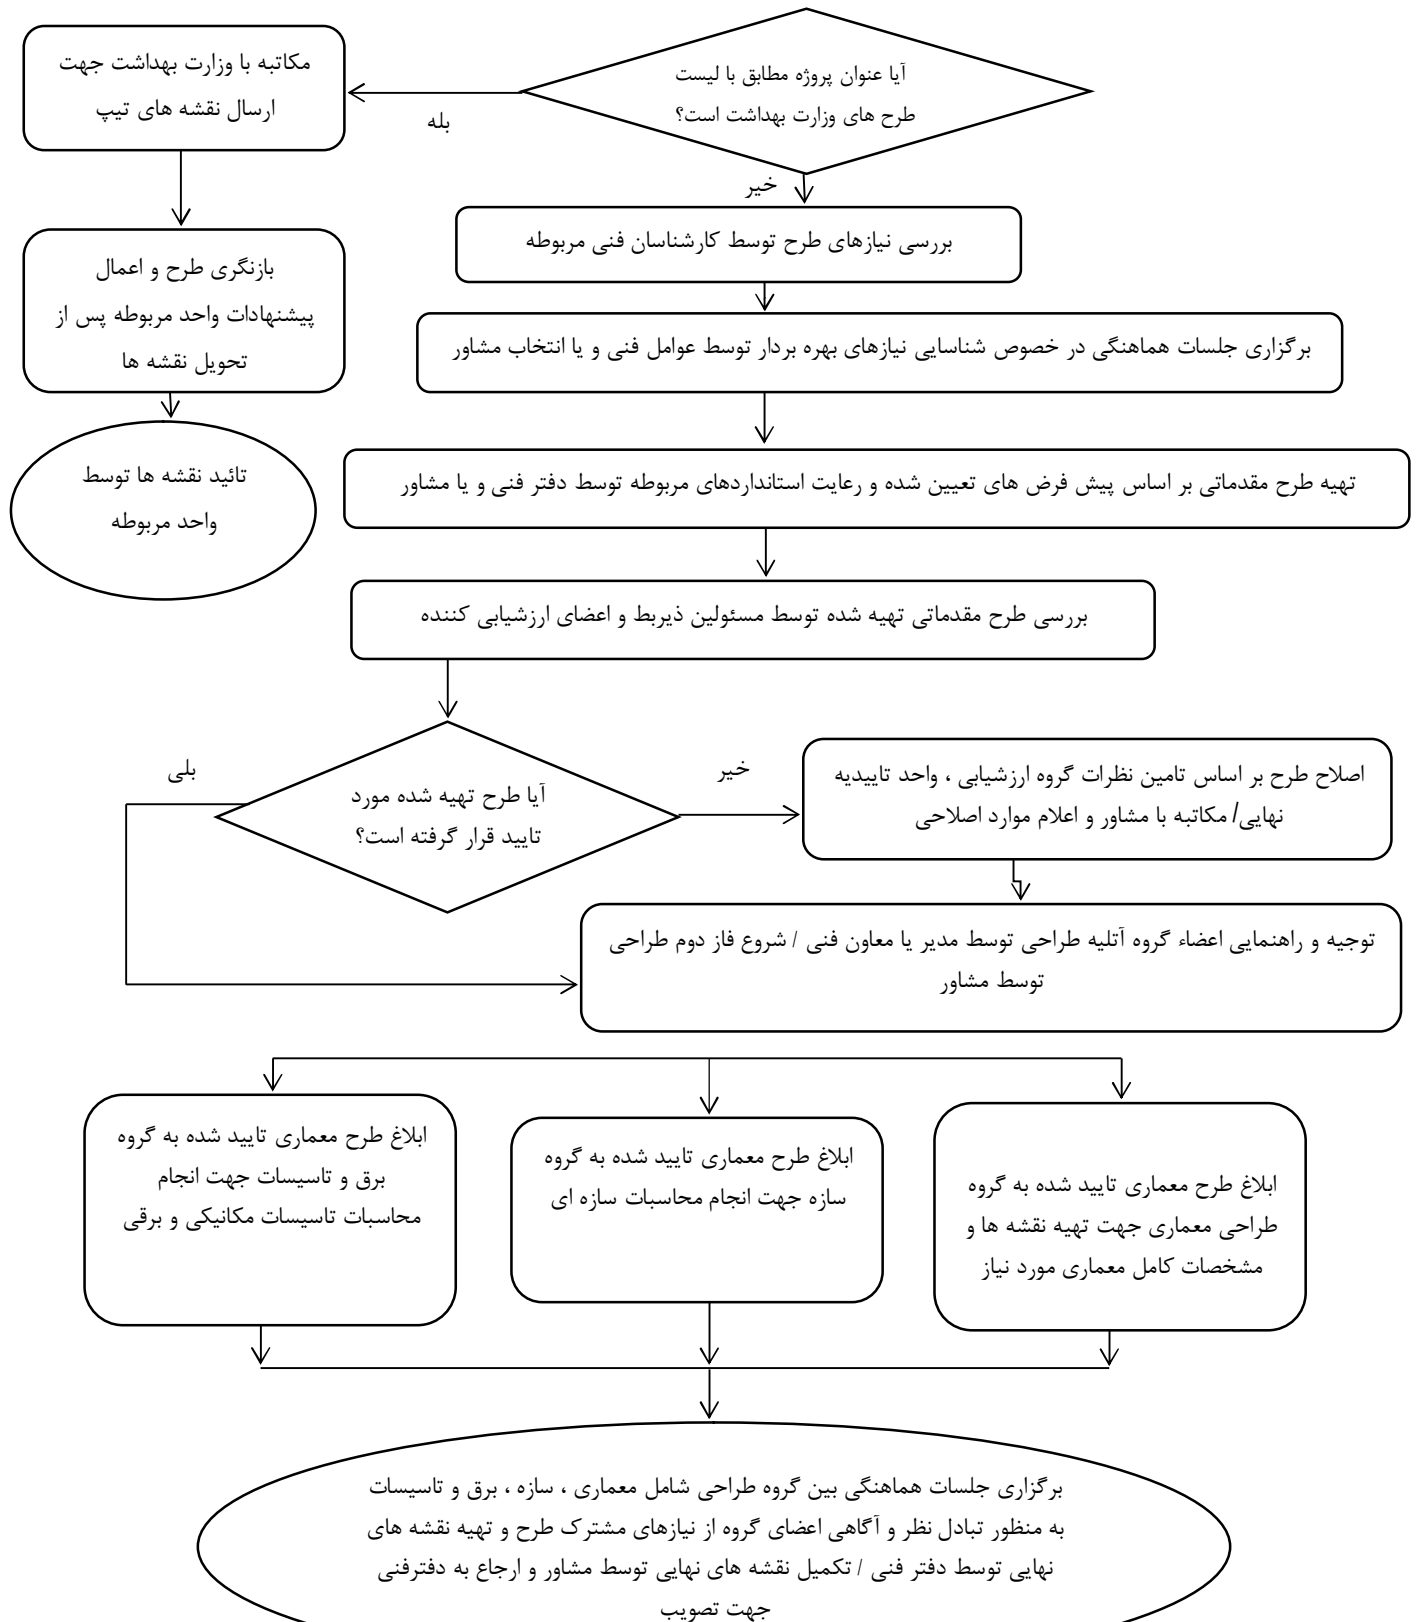 آیا عنوان پروژه مطابق با لیست
طرح های وزارت بهداشت است؟
بله
مکاتبه با وزارت بهداشت جهت
ارسال نقشه های تیپ
بازنگری طرح و اعمال
پیشنهادات واحد مربوطه پس از
تحویل نقشه ها
تائید نقشه ها توسط
واحد مربوطه
خیر
بررسی نیازهای طرح توسط کارشناسان فنی مربوطه
برگزاری جلسات هماهنگی در خصوص شناسایی نیازهای بهره بردار توسط عوامل فنی و یا انتخاب مشاور
تهیه طرح مقدماتی بر اساس پیش فرض های تعیین شده و رعایت استانداردهای مربوطه توسط دفتر فنی و یا مشاور
بررسی طرح مقدماتی تهیه شده توسط مسئولین ذیربط و اعضای ارزشیابی کننده
آیا طرح تهیه شده مورد
تایید قرار گرفته است؟
خیر
بلی
اصلاح طرح بر اساس تامین نظرات گروه ارزشیابی ، واحد تاییدیه
نهایی/ مکاتبه با مشاور و اعلام موارد اصلاحی
توجیه و راهنمایی اعضاء گروه آتلیه طراحی توسط مدیر یا معاون فنی / شروع فاز دوم طراحی
توسط مشاور
ابلاغ طرح معماری تایید شده به گروه
طراحی معماری جهت تهیه نقشه ها و
مشخصات کامل معماری مورد نیاز
ابلاغ طرح معماری تایید شده به گروه
سازه جهت انجام محاسبات سازه ای
ابلاغ طرح معماری تایید شده به گروه
برق و تاسیسات جهت انجام
محاسبات تاسیسات مکانیکی و برقی
برگزاری جلسات هماهنگی بین گروه طراحی شامل معماری ، سازه ، برق و تاسیسات
به منظور تبادل نظر و آگاهی اعضای گروه از نیازهای مشترک طرح و تهیه نقشه های
نهایی توسط دفتر فنی / تکمیل نقشه های نهایی توسط مشاور و ارجاع به دفترفنی
جهت تصویب